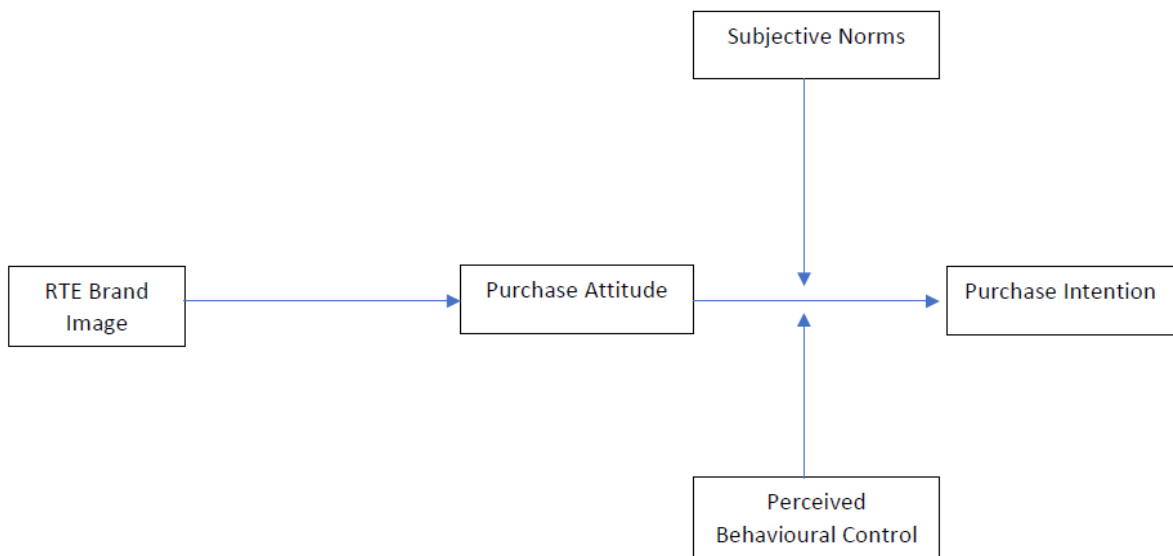 Subjective Norms
RTE Brand
Image
Purchase Attitude
Purchase Intention
Perceived
Behavioural Control